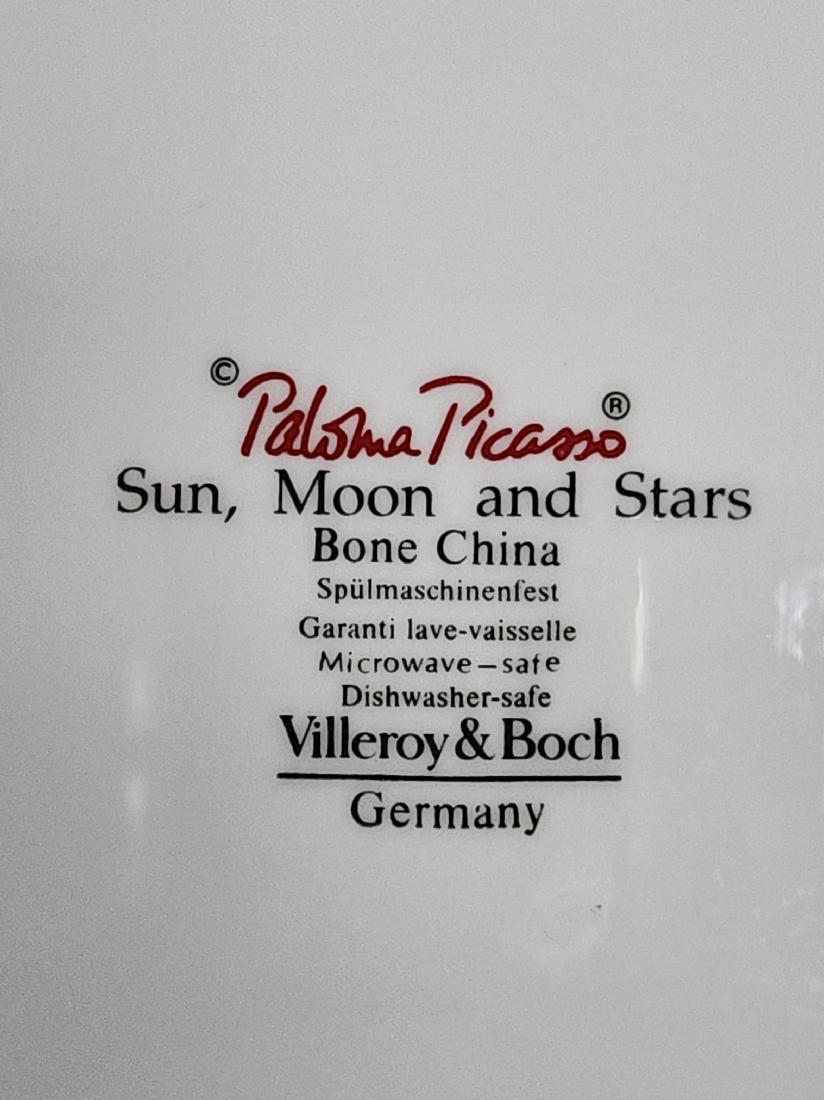 © Paloma Picasso ®
Sun, Moon and Stars
Bone China
Spülmaschinenfest
Garanti lave-vaisselle
Microwave–safe
Dishwasher-safe
Villeroy & Boch
Germany